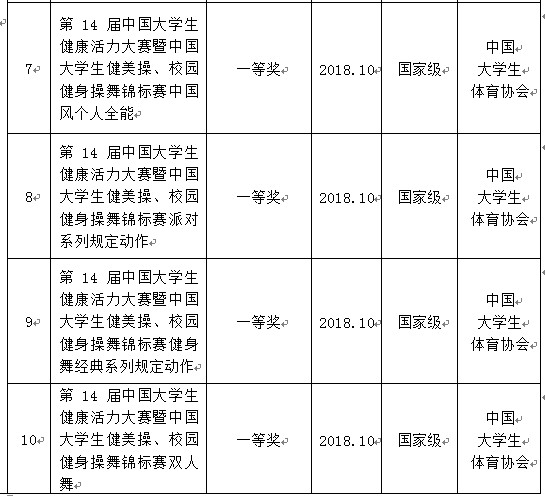 7
第 14 届中国大学生
健康活力大赛暨中国
大学生健美操、校园
健身操舞锦标赛中国
风个人全能
一等奖
2018.10
国家级
中国
大学生
体育协会
8
第 14 届中国大学生
健康活力大赛暨中国
大学生健美操、校园
健身操舞锦标赛派对
系列规定动作
一等奖
2018.10
国家级
中国
大学生
体育协会
9
第 14 届中国大学生
健康活力大赛暨中国
大学生健美操、校园
健身操舞锦标赛健身
舞经典系列规定动作
一等奖
2018.10
国家级
中国
大学生
体育协会
10
第 14 届中国大学生
健康活力大赛暨中国
大学生健美操、校园
健身操舞锦标赛双人
舞
一等奖
2018.10
国家级
中国
大学生
体育协会